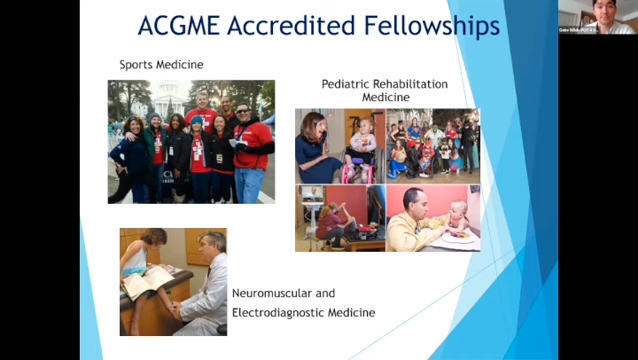 ACGME Accredited Fellowships
Sports Medicine
Pediatric Rehabilitation
Medicine
Neuromuscular and
Electrodiagnostic Medicine